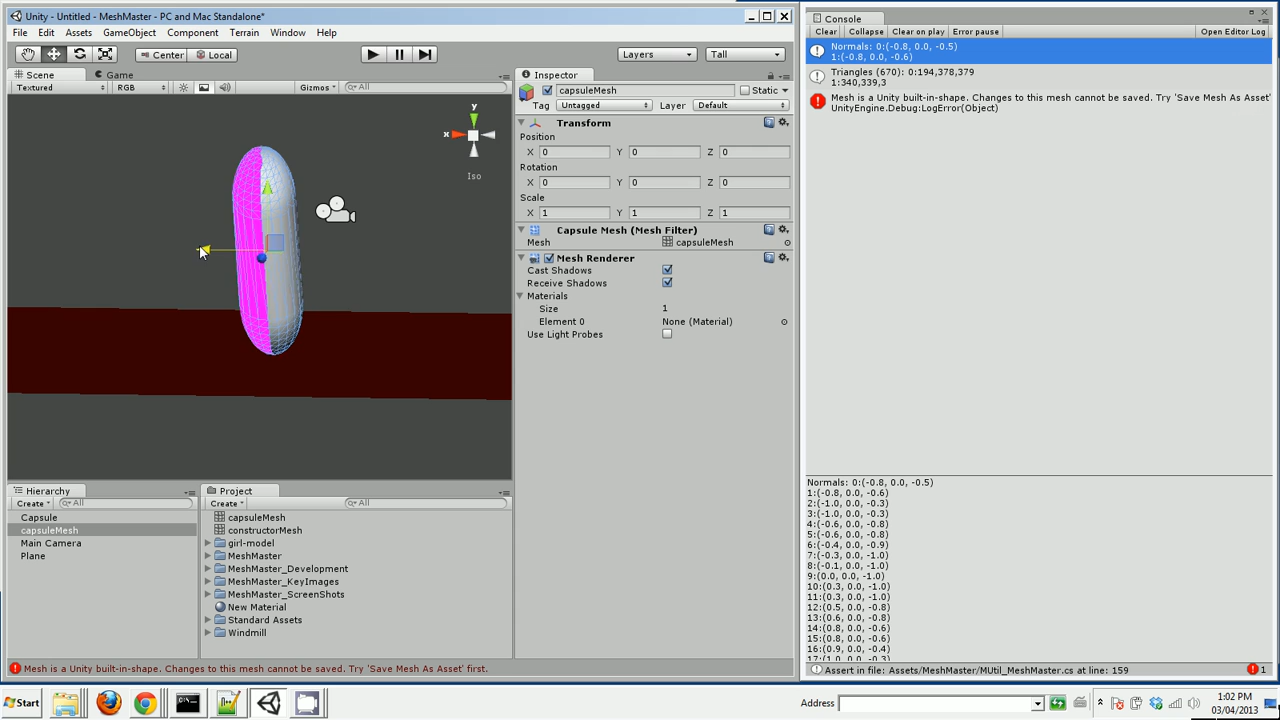 Unity - Untitled - MeshMaster - PC and Mac Standalone*
File Edit Assets GameObject Component Terrain Window Help
Center Local Layers Tall
Scene Game
Textured RGB Gizmos All
y
x
Iso
Inspector
capsuleMesh Static
Tag Untagged Layer Default
Transform
Position
X 0 Y 0 Z 0
Rotation
X 0 Y 0 Z 0
Scale
X 1 Y 1 Z 1
Capsule Mesh (Mesh Filter)
Mesh capsuleMesh
Mesh Renderer
Cast Shadows
Receive Shadows
Materials
Size 1
Element 0 None (Material)
Use Light Probes
Hierarchy
Create All
Capsule
capsuleMesh
Main Camera
Plane
Project
Create All
capsuleMesh
constructorMesh
girl-model
MeshMaster
MeshMaster_Development
MeshMaster_KeyImages
MeshMaster_ScreenShots
New Material
Standard Assets
Windmill
Mesh is a Unity built-in-shape. Changes to this mesh cannot be saved. Try 'Save Mesh As Asset' first.
Console
Clear Collapse Clear on play Error pause Open Editor Log
Normals: 0:(-0.8, 0.0, -0.5)
1:(-0.8, 0.0, -0.6)
Triangles (670): 0:194,378,379
1:340,339,3
Mesh is a Unity built-in-shape. Changes to this mesh cannot be saved. Try 'Save Mesh As Asset'
UnityEngine.Debug:LogError(Object)
Normals: 0:(-0.8, 0.0, -0.5)
1:(-0.8, 0.0, -0.6)
2:(-1.0, 0.0, -0.3)
3:(-1.0, 0.0, -0.3)
4:(-0.6, 0.0, -0.8)
5:(-0.6, 0.0, -0.8)
6:(-0.4, 0.0, -0.9)
7:(-0.3, 0.0, -1.0)
8:(-0.1, 0.0, -1.0)
9:(0.0, 0.0, -1.0)
10:(0.3, 0.0, -1.0)
11:(0.3, 0.0, -1.0)
12:(0.5, 0.0, -0.8)
13:(0.6, 0.0, -0.8)
14:(0.8, 0.0, -0.6)
15:(0.8, 0.0, -0.6)
16:(0.9, 0.0, -0.4)
17:(1.0, 0.0, -0.3)
Assert in file: Assets/MeshMaster/MUtil_MeshMaster.cs at line: 159 1
Start Address 1:02 PM
03/04/2013